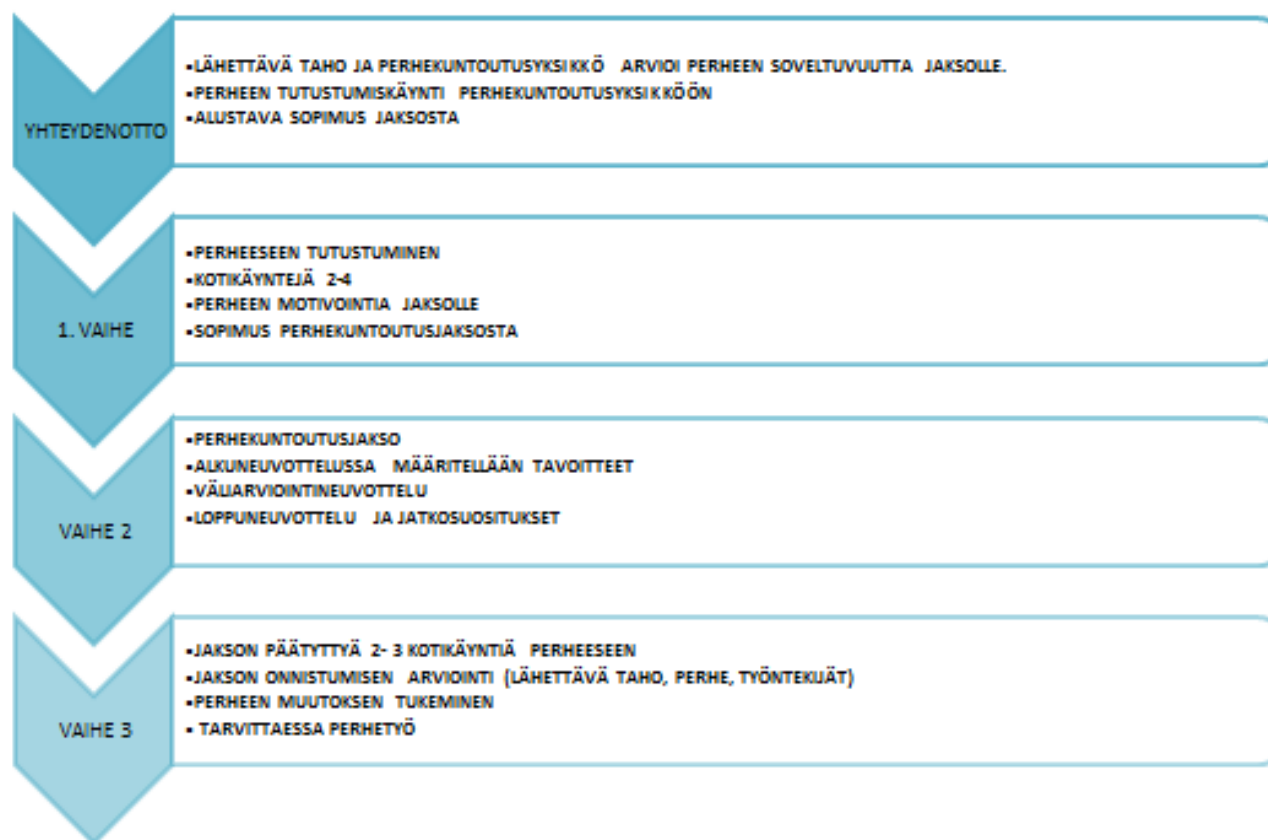 YHTEYDENOTTO
▪LÄHETTÄVÄ TAHO JA PERHEKUNTOUTUSYKSIKKÖ ARVIOI PERHEEN SOVELTUVUUTTA JAKSOLLE.
▪PERHEEN TUTUSTUMISKÄYNTI PERHEKUNTOUTUSYKSIKKÖÖN
▪ALUSTAVA SOPIMUS JAKSOSTA
1. VAIHE
▪PERHEESEEN TUTUSTUMINEN
▪KOTIKÄYNTEJÄ 2-4
▪PERHEEN MOTIVOINTIA JAKSOLLE
▪SOPIMUS PERHEKUNTOUTUSJAKSOSTA
VAIHE 2
▪PERHEKUNTOUTUSJAKSO
▪ALKUNEUVOTTELUSSA MÄÄRITELLÄÄN TAVOITTEET
▪VÄLIARVIOINTINEUVOTTELU
▪LOPPUNEUVOTTELU JA JATKOSUOSITUKSET
VAIHE 3
▪JAKSON PÄÄTYTTYÄ 2- 3 KOTIKÄYNTIÄ PERHEESEEN
▪JAKSON ONNISTUMISEN ARVIOINTI (LÄHETTÄVÄ TAHO, PERHE, TYÖNTEKIJÄT)
▪PERHEEN MUUTOKSEN TUKEMINEN
▪ TARVITTAESSA PERHETYÖ